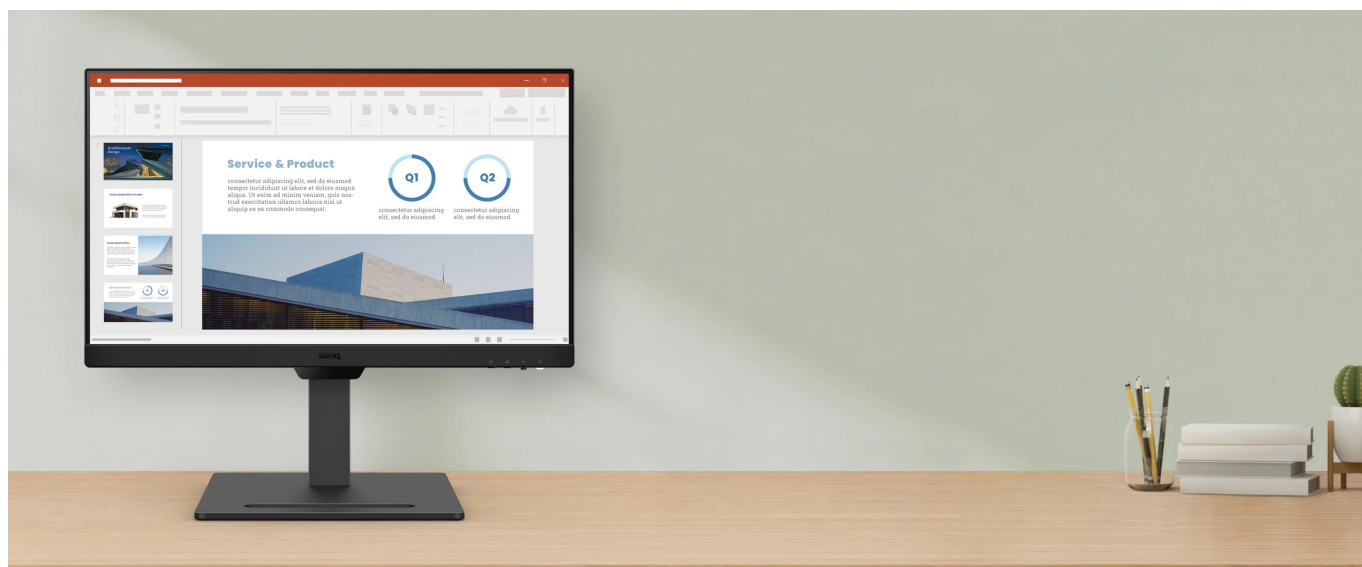 Architecture
Design
Service & Product
consectetur adipiscing elit, sed do eiusmod
tempor incididunt ut labore et dolore magna
aliqua. Ut enim ad minim veniam, quis nos-
trud exercitation ullamco laboris nisi ut
aliquip ex ea commodo consequat.
Q1
consectetur adipiscing
elit, sed do eiusmod.
Q2
consectetur adipiscing
elit, sed do eiusmod.
BenQ